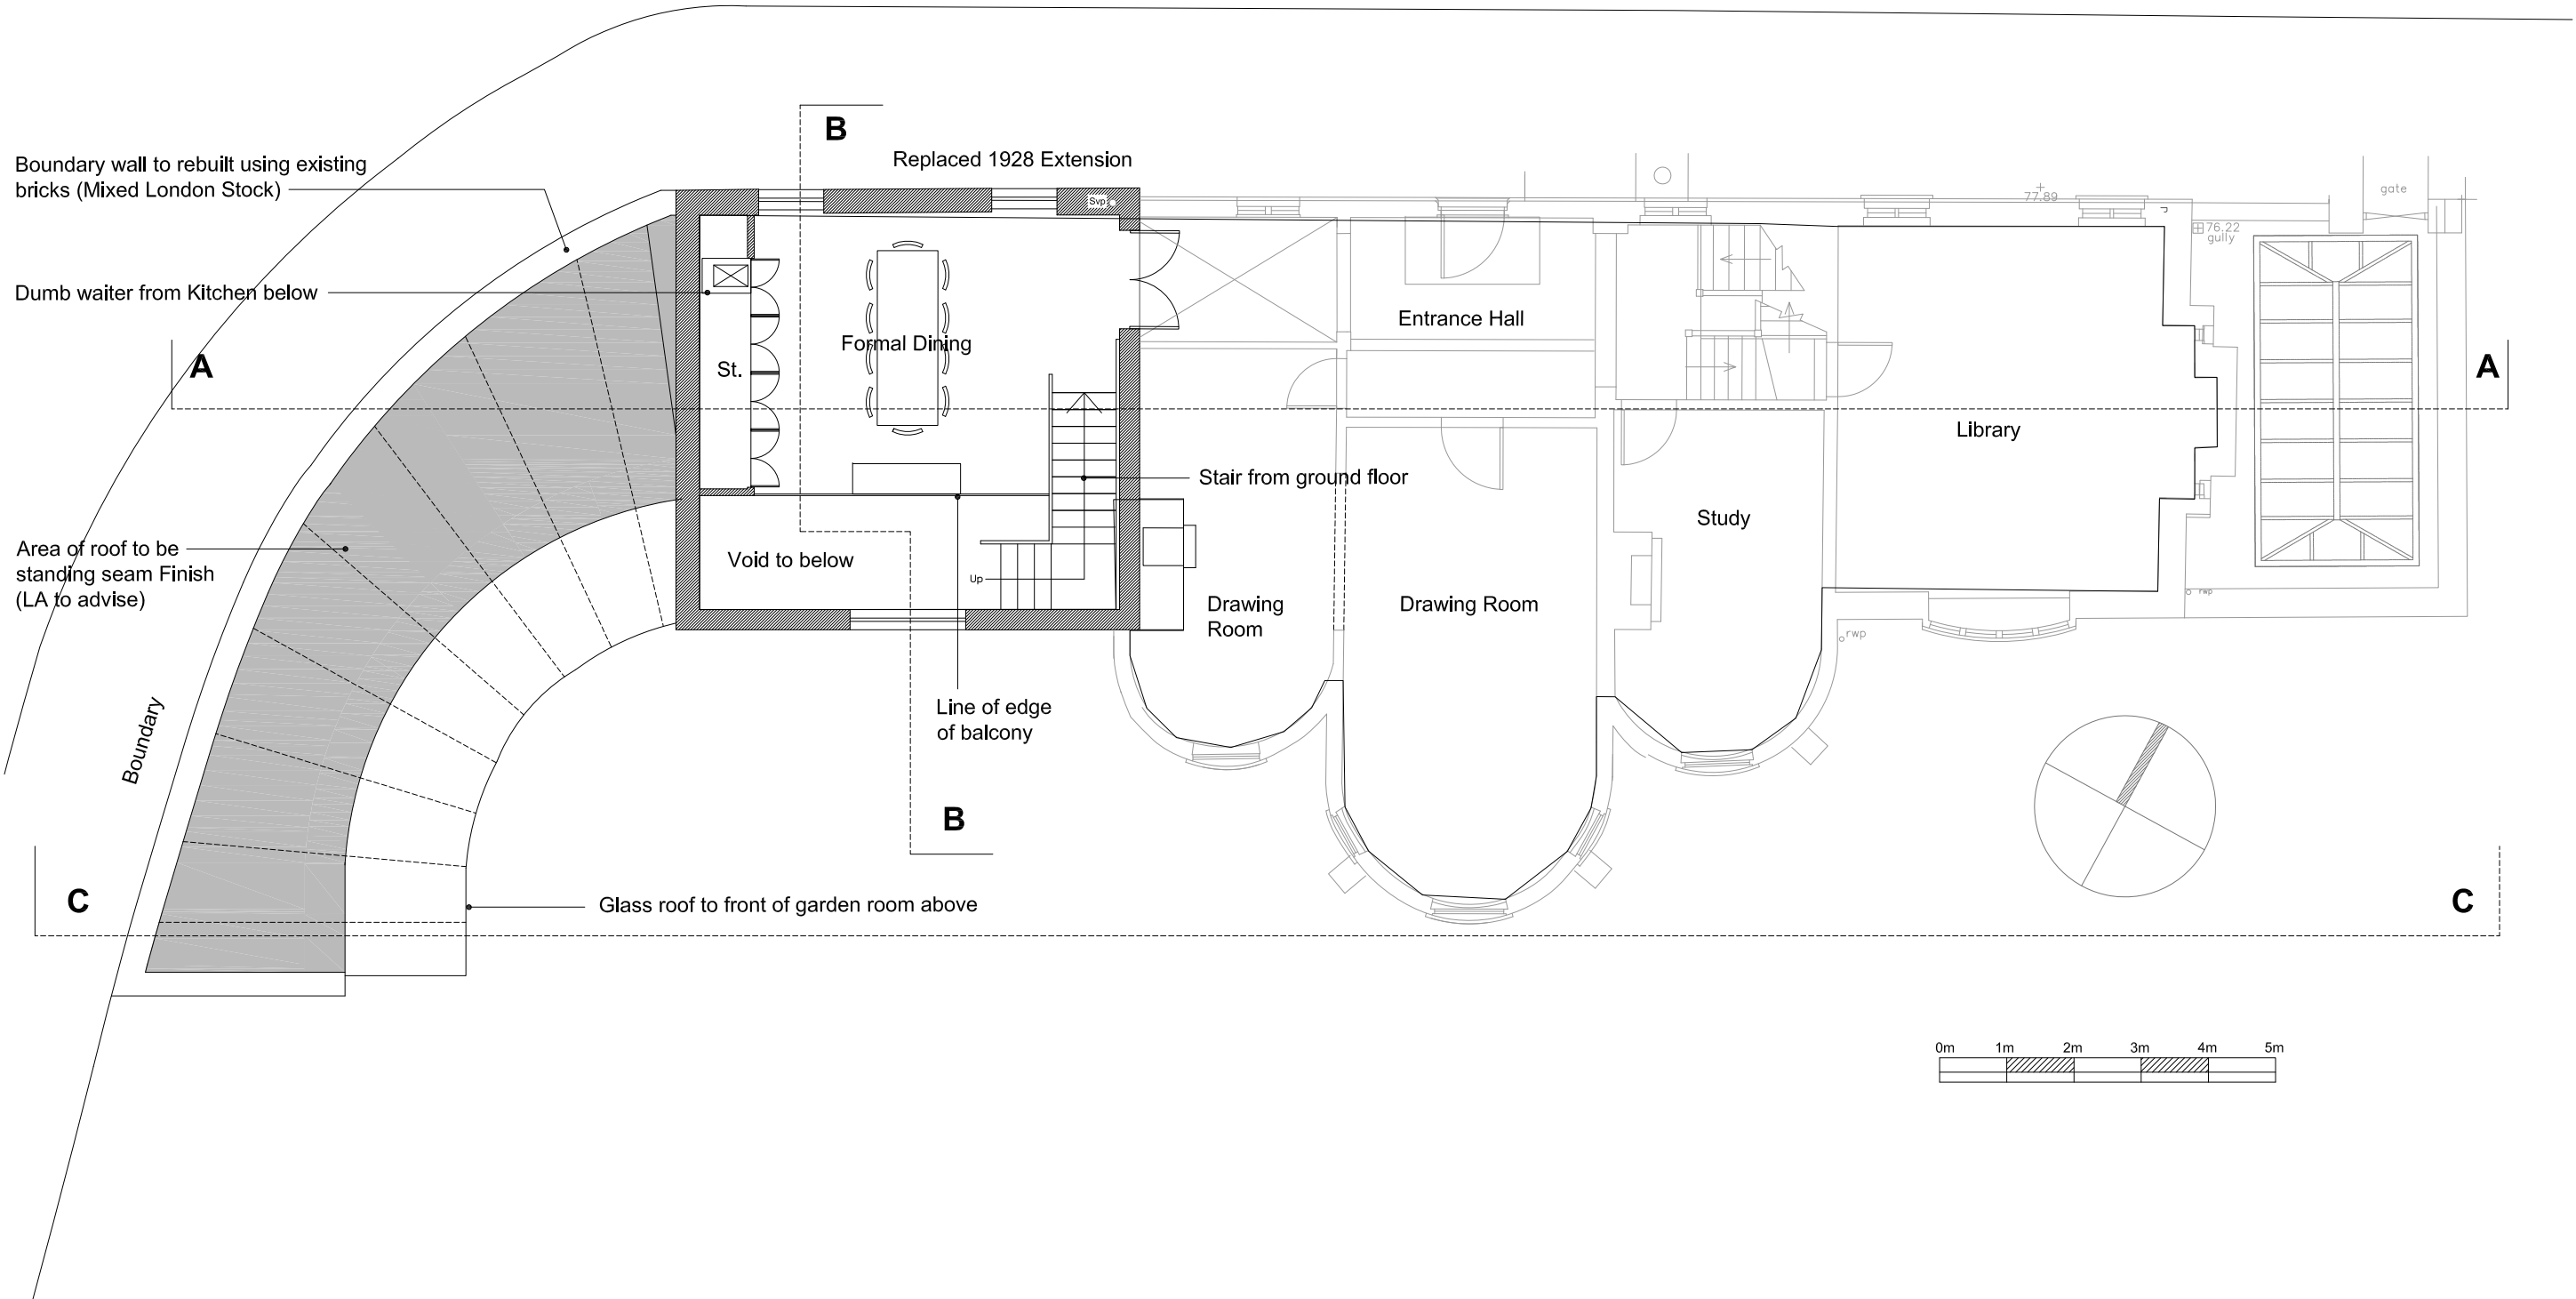 B
Replaced 1928 Extension
Boundary wall to rebuilt using existing
bricks (Mixed London Stock)
Svp
77.89
gate
76.22
gully
Dumb waiter from Kitchen below
Formal Dining
Entrance Hall
St.
A
A
Library
Stair from ground floor
Study
Area of roof to be
standing seam Finish
(LA to advise)
Void to below
Up
Drawing
Room
Drawing Room
rwp
rwp
Line of edge
of balcony
Boundary
B
C
Glass roof to front of garden room above
C
0m 1m 2m 3m 4m 5m